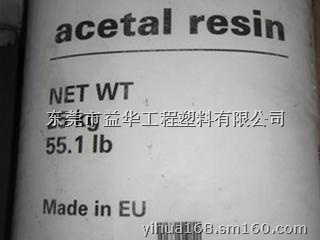 acetal resin
NET WT
东莞市益华工程塑料有限公司
55.1 lb
Made in EU
yihua168.sm160.com